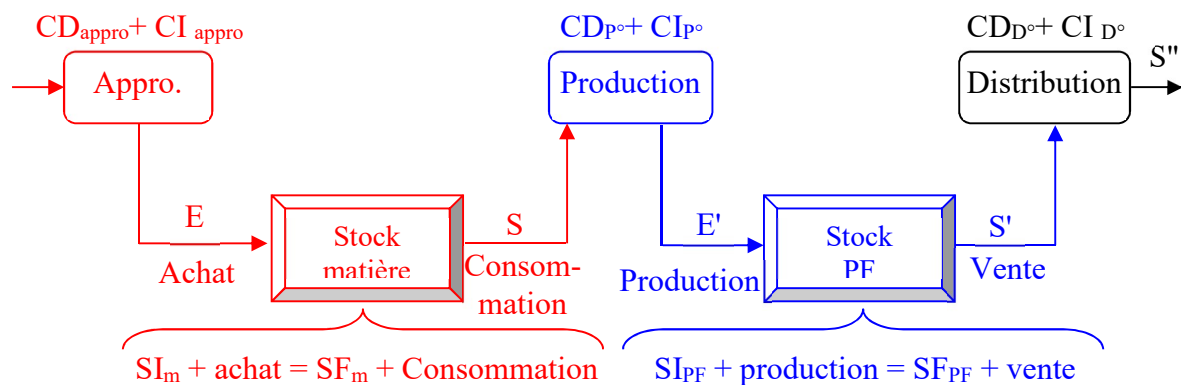 CDappro+ CI appro
Appro.
E
Achat
Stock
matière
S
Consom-
mation
SIm + achat = SFm + Consommation
CDP°+ CIP°
Production
E'
Production
Stock
PF
S'
Vente
SIPF + production = SFPF + vente
CDD°+ CI D°
Distribution
S"